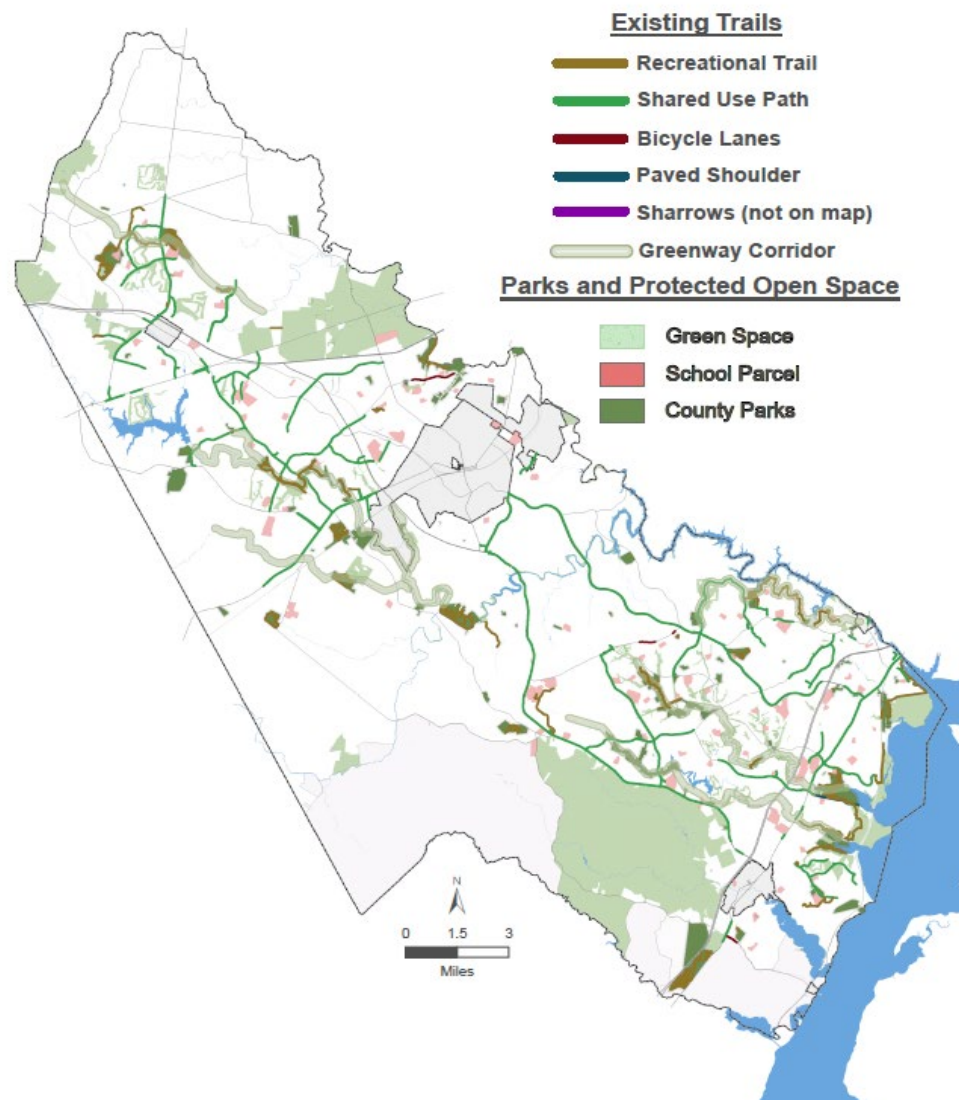 Existing Trails
Recreational Trail
Shared Use Path
Bicycle Lanes
Paved Shoulder
Sharrows (not on map)
Greenway Corridor
Parks and Protected Open Space
Green Space
School Parcel
County Parks
N
0 1.5 3
Miles